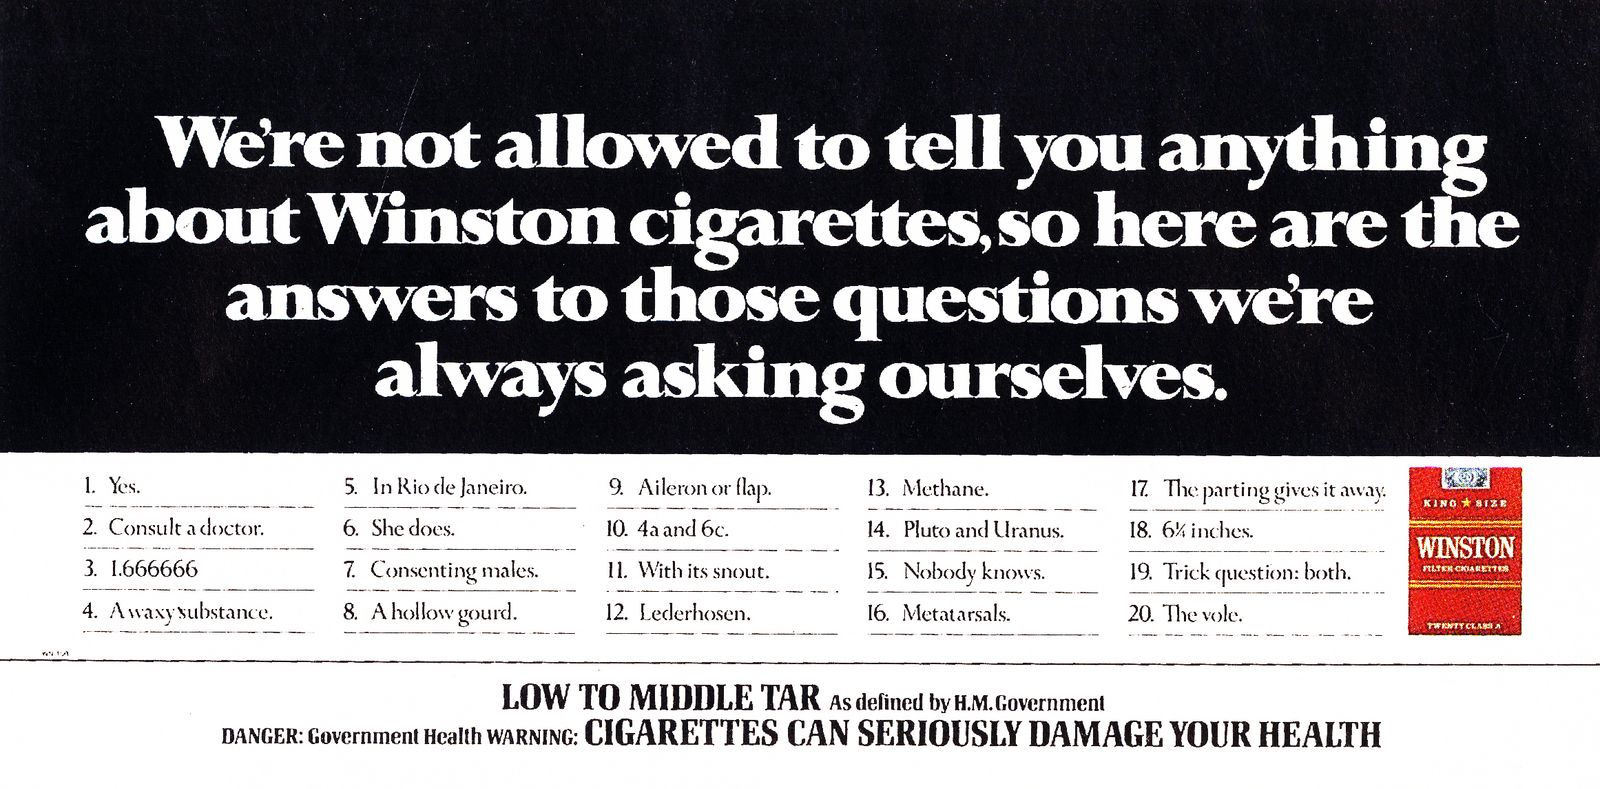 We're not allowed to tell you anything
about Winston cigarettes, so here are the
answers to those questions we're
always asking ourselves.
1. Yes.
2. Consult a doctor.
3. 1.666666
4. A waxy substance.
5. In Rio de Janeiro.
6. She does.
7. Consenting males.
8. A hollow gourd.
9. Aileron or flap.
10. 4a and 6c.
11. With its snout.
12. Lederhosen.
13. Methane.
14. Pluto and Uranus.
15. Nobody knows.
16. Metatarsals.
17. The parting gives it away.
18. 6¼ inches.
19. Trick question: both.
20. The vole.
KING ★ SIZE
WINSTON
FILTER CIGARETTES
TWENTY CLASS A
LOW TO MIDDLE TAR As defined by H.M. Government
DANGER: Government Health WARNING: CIGARETTES CAN SERIOUSLY DAMAGE YOUR HEALTH